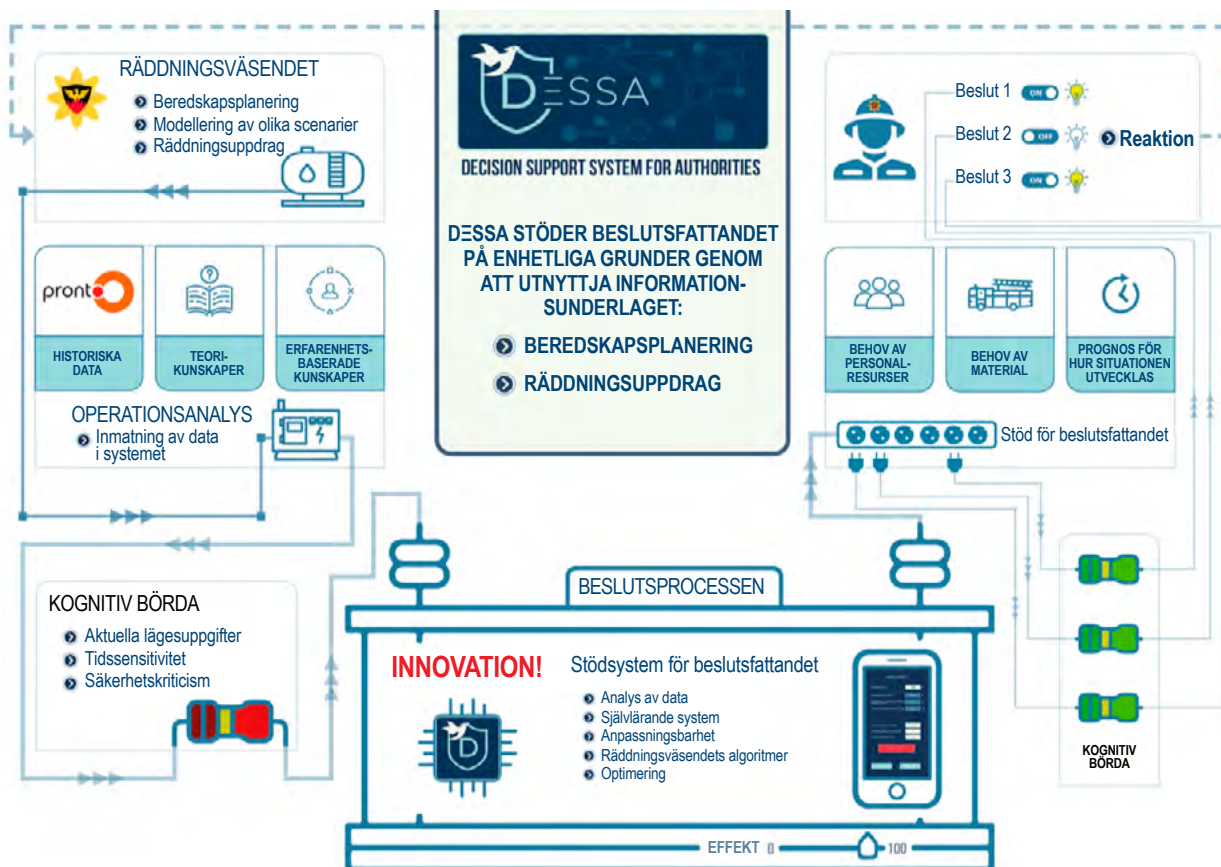 RÄDDNINGSVÄSENDET
Beredskapsplanering
Modellering av olika scenarier
Räddningsuppdrag
pronto
HISTORISKA
DATA
TEORI-
KUNSKAPER
ERFARENHETS-
BASERADE
KUNSKAPER
OPERATIONSANALYS
Inmatning av data
i systemet
KOGNITIV BÖRDA
Aktuella lägesuppgifter
Tidssensitivitet
Säkerhetskriticism
DESSA
DECISION SUPPORT SYSTEM FOR AUTHORITIES
DESSA STÖDER BESLUTSFATTANDET
PÅ ENHETLIGA GRUNDER GENOM
ATT UTNYTTJA INFORMATION-
SUNDERLAGET:
BEREDSKAPSPLANERING
RÄDDNINGSUPPDRAG
BESLUTSPROCESSEN
INNOVATION!
D
Stödsystem för beslutsfattandet
Analys av data
Självlärande system
Anpassningsbarhet
Räddningsväsendets algoritmer
Optimering
EFFEKT 0 100
Beslut 1 ON
Beslut 2 OFF
Beslut 3 ON
Reaktion
BEHOV AV
PERSONAL-
RESURSER
BEHOV AV
MATERIAL
PROGNOS FÖR
HUR SITUATIONEN
UTVECKLAS
Stöd för beslutsfattandet
KOGNITIV
BÖRDA